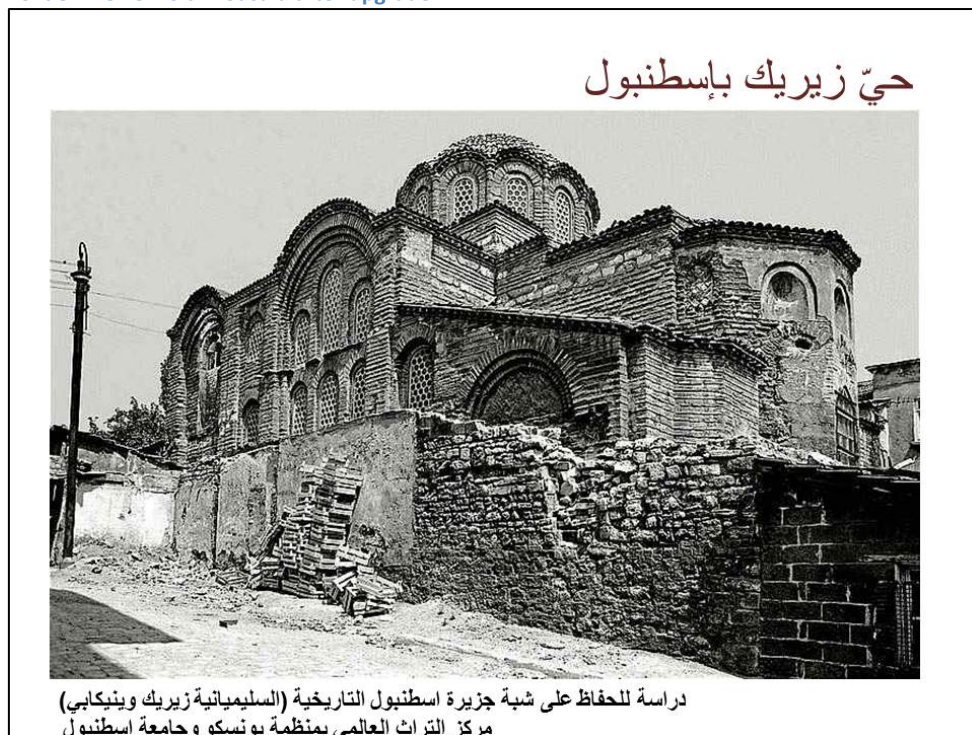 حيّ زيريك بإسطنبول
دراسة للحفاظ على شبة جزيرة اسطنبول التاريخية (السليميانية زيريك وينيكابي)
مركز التراث العالمي بمنظمة يونسكو وجامعة اسطنبول